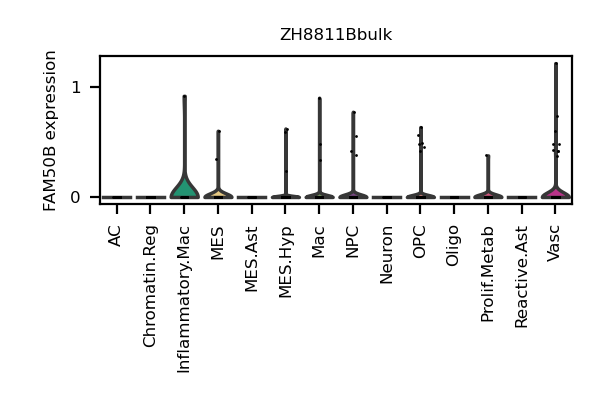 ZH8811Bbulk
FAM50B expression
1
0
AC
Chromatin.Reg
Inflammatory.Mac
MES
MES.Ast
MES.Hyp
Mac
NPC
Neuron
OPC
Oligo
Prolif.Metab
Reactive.Ast
Vasc